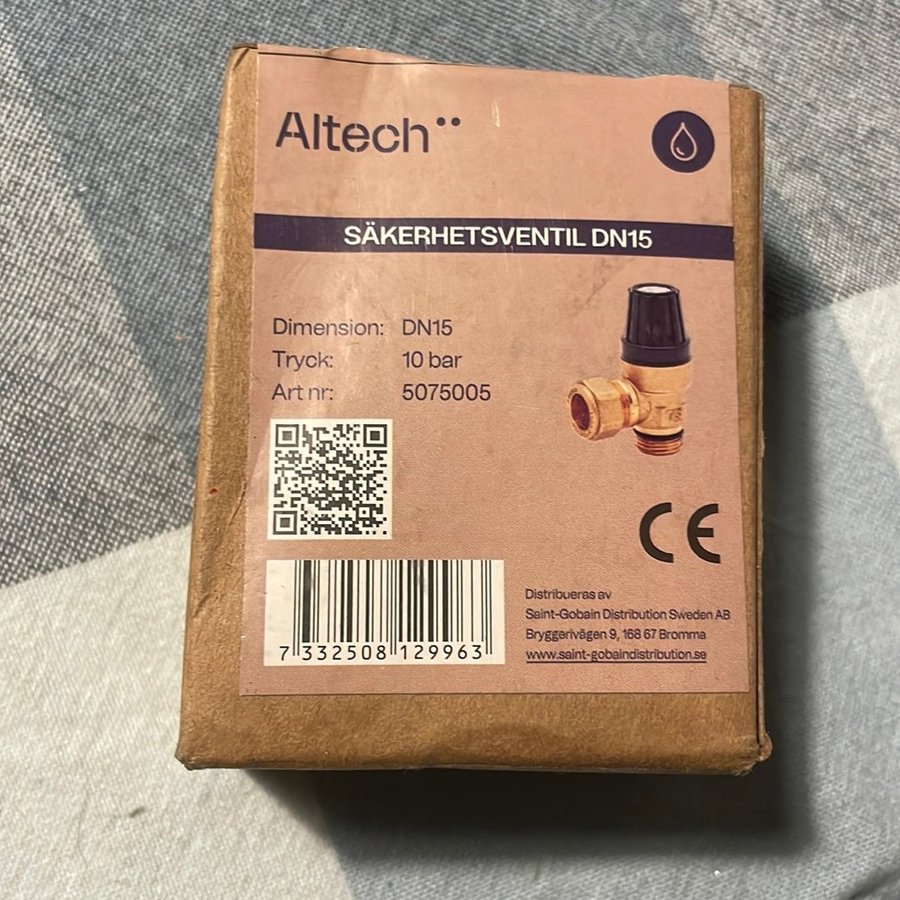 Altech
SÄKERHETSVENTIL DN15
Dimension: DN15
Tryck: 10 bar
Art nr: 5075005
7 332508 129963
CE
Distribueras av
Saint-Gobain Distribution Sweden AB
Bryggerivägen 9, 168 67 Bromma
www.saint-gobaindistribution.se